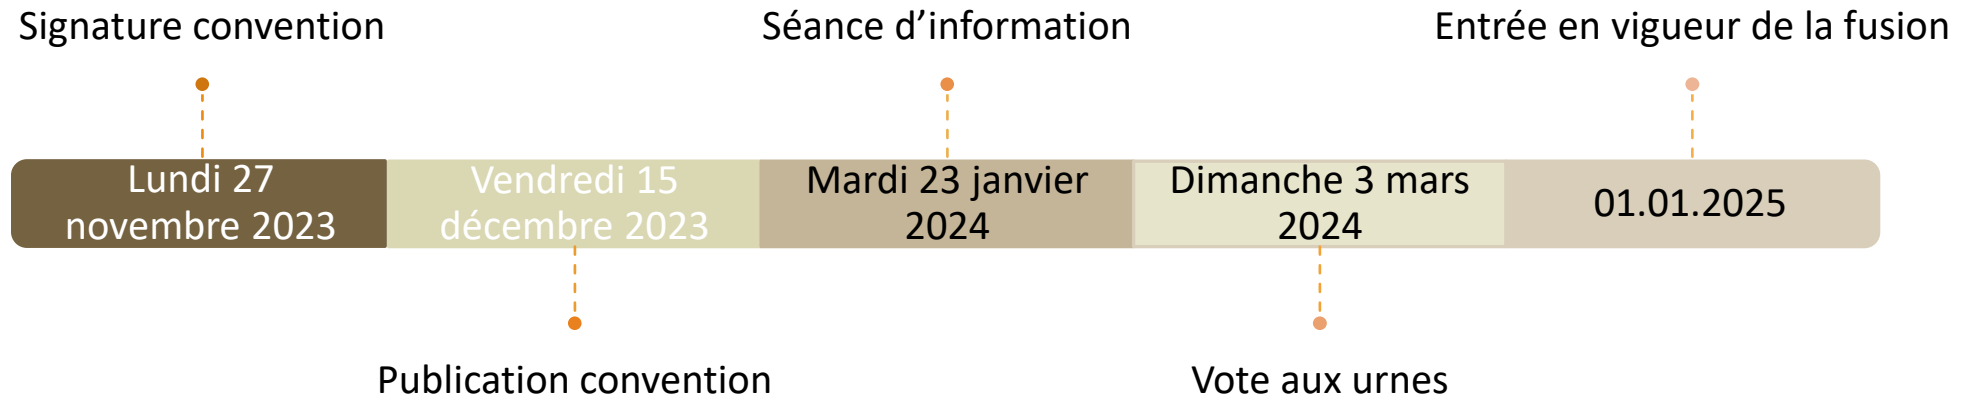 Signature convention
Séance d’information
Entrée en vigueur de la fusion
Lundi 27
novembre 2023
Vendredi 15
décembre 2023
Mardi 23 janvier
2024
Dimanche 3 mars
2024
01.01.2025
Publication convention
Vote aux urnes